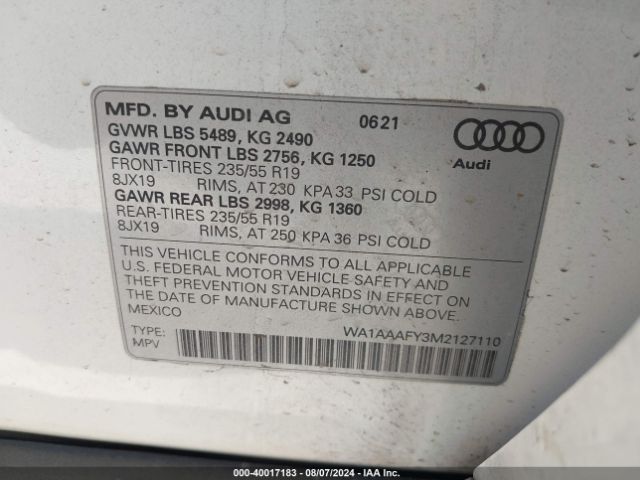 MFD. BY AUDI AG 0621
GVWR LBS 5489, KG 2490
GAWR FRONT LBS 2756, KG 1250
FRONT-TIRES 235/55 R19
8JX19 RIMS, AT 230 KPA 33 PSI COLD
GAWR REAR LBS 2998, KG 1360
REAR-TIRES 235/55 R19
8JX19 RIMS, AT 250 KPA 36 PSI COLD
Audi
THIS VEHICLE CONFORMS TO ALL APPLICABLE
U.S. FEDERAL MOTOR VEHICLE SAFETY AND
THEFT PREVENTION STANDARDS IN EFFECT ON
THE DATE OF MANUFACTURE SHOWN ABOVE.
MEXICO
TYPE: WA1AAAFY3M2127110
MPV
000-40017183 - 08/07/2024 - IAA Inc.